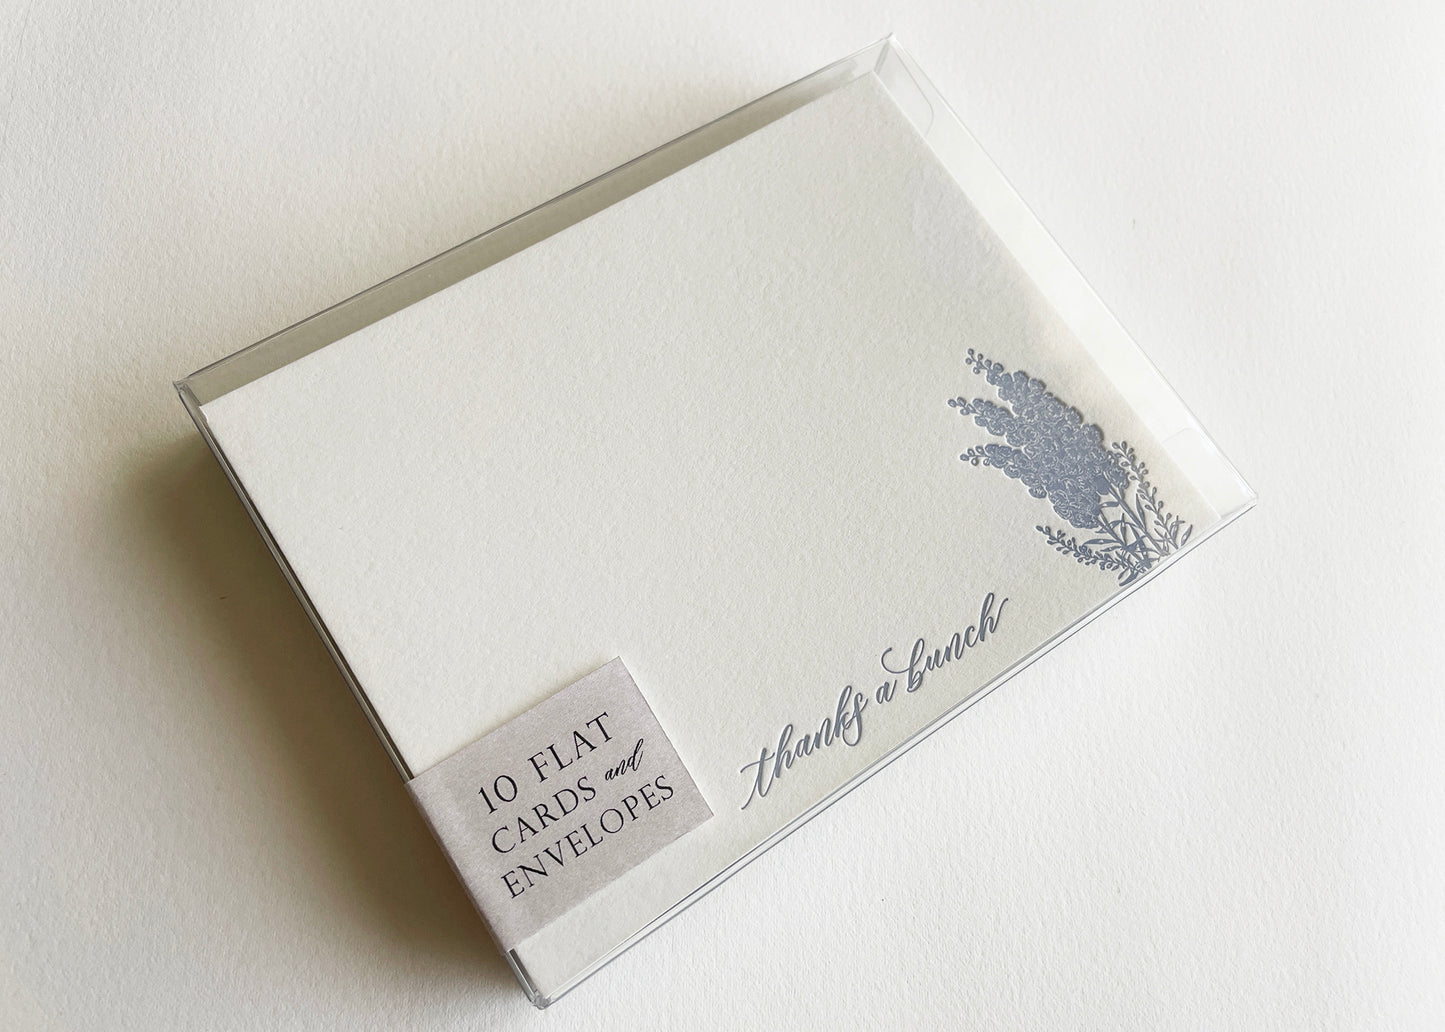 thanks a bunch
10 FLAT
CARDS and
ENVELOPES